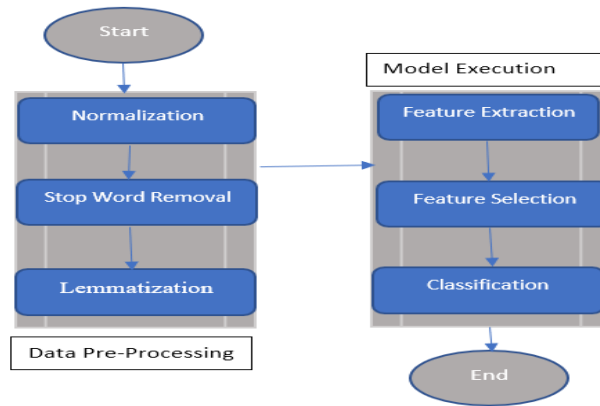 Start
Normalization
Stop Word Removal
Lemmatization
Data Pre-Processing
Model Execution
Feature Extraction
Feature Selection
Classification
End